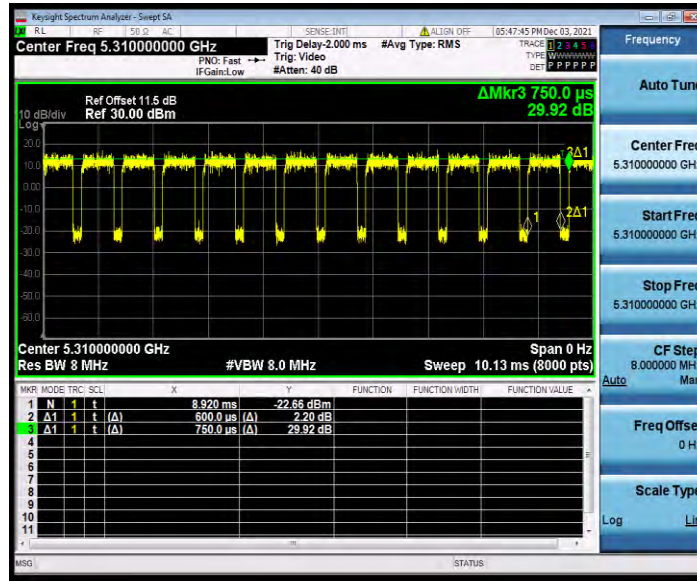 Keysight Spectrum Analyzer - Swept SA
RL RF 50 Ω AC SENSE:INT ALIGN OFF 05:47:45 PM Dec 03, 2021
Center Freq 5.310000000 GHz
PNO: Fast
IFGain:Low
Trig Delay-2.000 ms
Trig: Video
#Atten: 40 dB
#Avg Type: RMS
TRACE 1 2 3 4 5 6
TYPE
DET P P P P P P
Ref Offset 11.5 dB
10 dB/div Ref 30.00 dBm
Log
ΔMkr3 750.0 µs
29.92 dB
20.0
10.0
0.00
-10.0
-20.0
-30.0
-40.0
-50.0
-60.0
3Δ1
1
2Δ1
Center 5.310000000 GHz Span 0 Hz
Res BW 8 MHz #VBW 8.0 MHz Sweep 10.13 ms (8000 pts)
MKR MODE TRC SCL X Y FUNCTION FUNCTION WIDTH FUNCTION VALUE
1 N 1 t 8.920 ms -22.66 dBm
2 Δ1 1 t (Δ) 600.0 µs (Δ) 2.20 dB
3 Δ1 1 t (Δ) 750.0 µs (Δ) 29.92 dB
4
5
6
7
8
9
10
11
MSG STATUS
Frequency
Auto Tune
Center Freq
5.310000000 GHz
Start Freq
5.310000000 GHz
Stop Freq
5.310000000 GHz
CF Step
8.000000 MH
Auto Ma
Freq Offset
0 H
Scale Type
Log Li